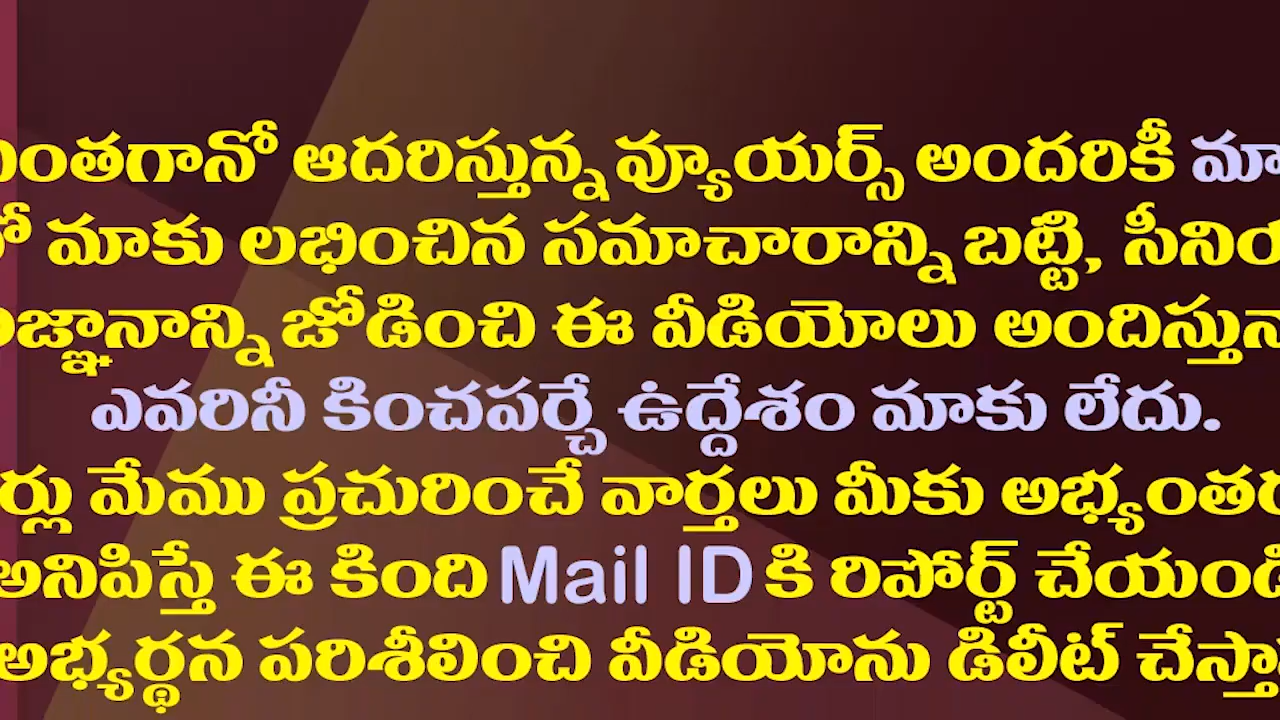 ఆదరిస్తున్న వ్యూయర్స్ అందరికీ మా
మాకు లభించిన సమాచారాన్ని బట్టి, సీనియ
జోడించి ఈ వీడియోలు అందిస్తున
ఎవరినీ కించపర్చే ఉద్దేశం మాకు లేదు.
ర్లు మేము ప్రచురించే వార్తలు మీకు అభ్యంతర
అనిపిస్తే ఈ కింది Mail ID కి రిపోర్ట్ చేయండి
అభ్యర్థన పరిశీలించి వీడియోను డిలీట్ చేస్తా